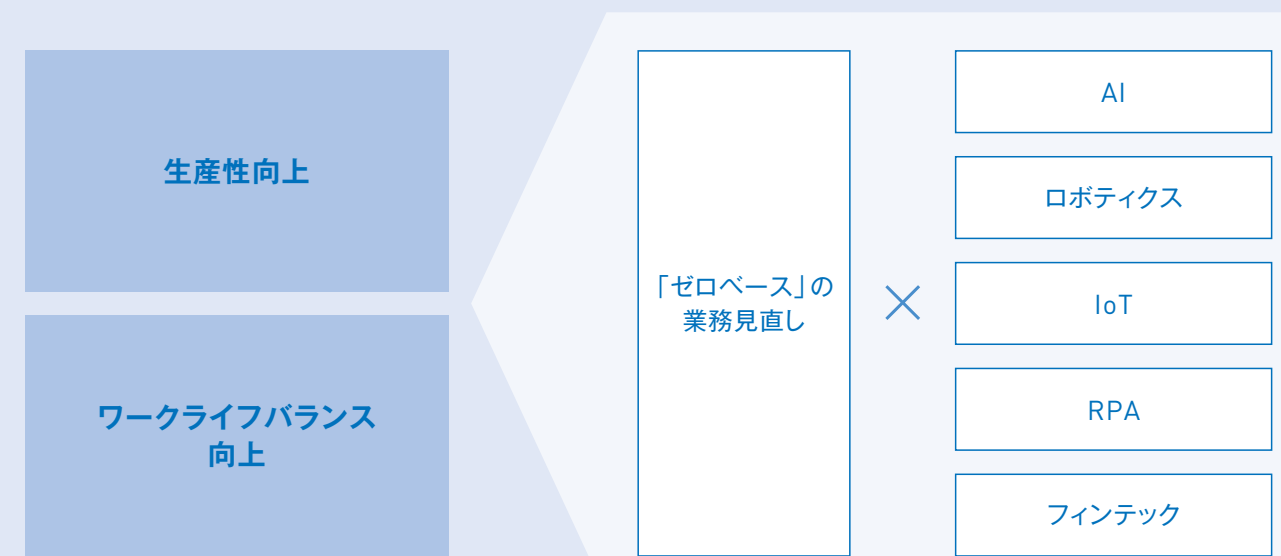 生産性向上
ワークライフバランス
向上
「ゼロベース」の
業務見直し
×
AI
ロボティクス
IoT
RPA
フィンテック